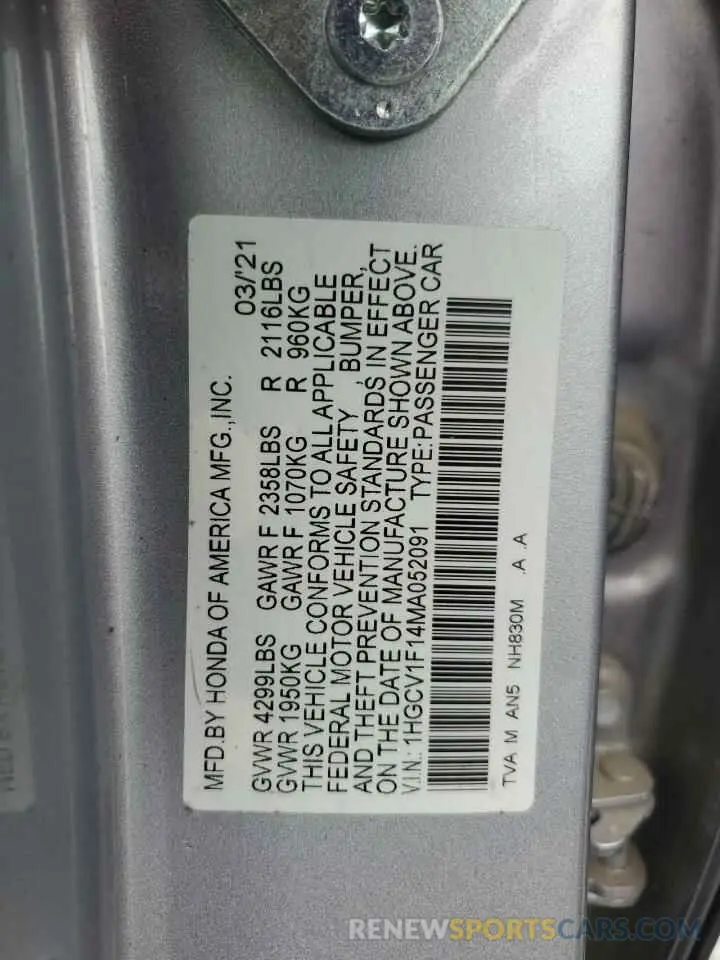 MFD.BY HONDA OF AMERICA MFG.,INC. 03/'21
GVWR 4299LBS GAWR F 2358LBS R 2116LBS
GVWR 1950KG GAWR F 1070KG R 960KG
THIS VEHICLE CONFORMS TO ALL APPLICABLE
FEDERAL MOTOR VEHICLE SAFETY , BUMPER,
AND THEFT PREVENTION STANDARDS IN EFFECT
ON THE DATE OF MANUFACTURE SHOWN ABOVE.
V.I.N.: 1HGCV1F14MA052091 TYPE:PASSENGER CAR
TVA M AN5 NH830M .A .A
RENEWSPORTSCARS.COM